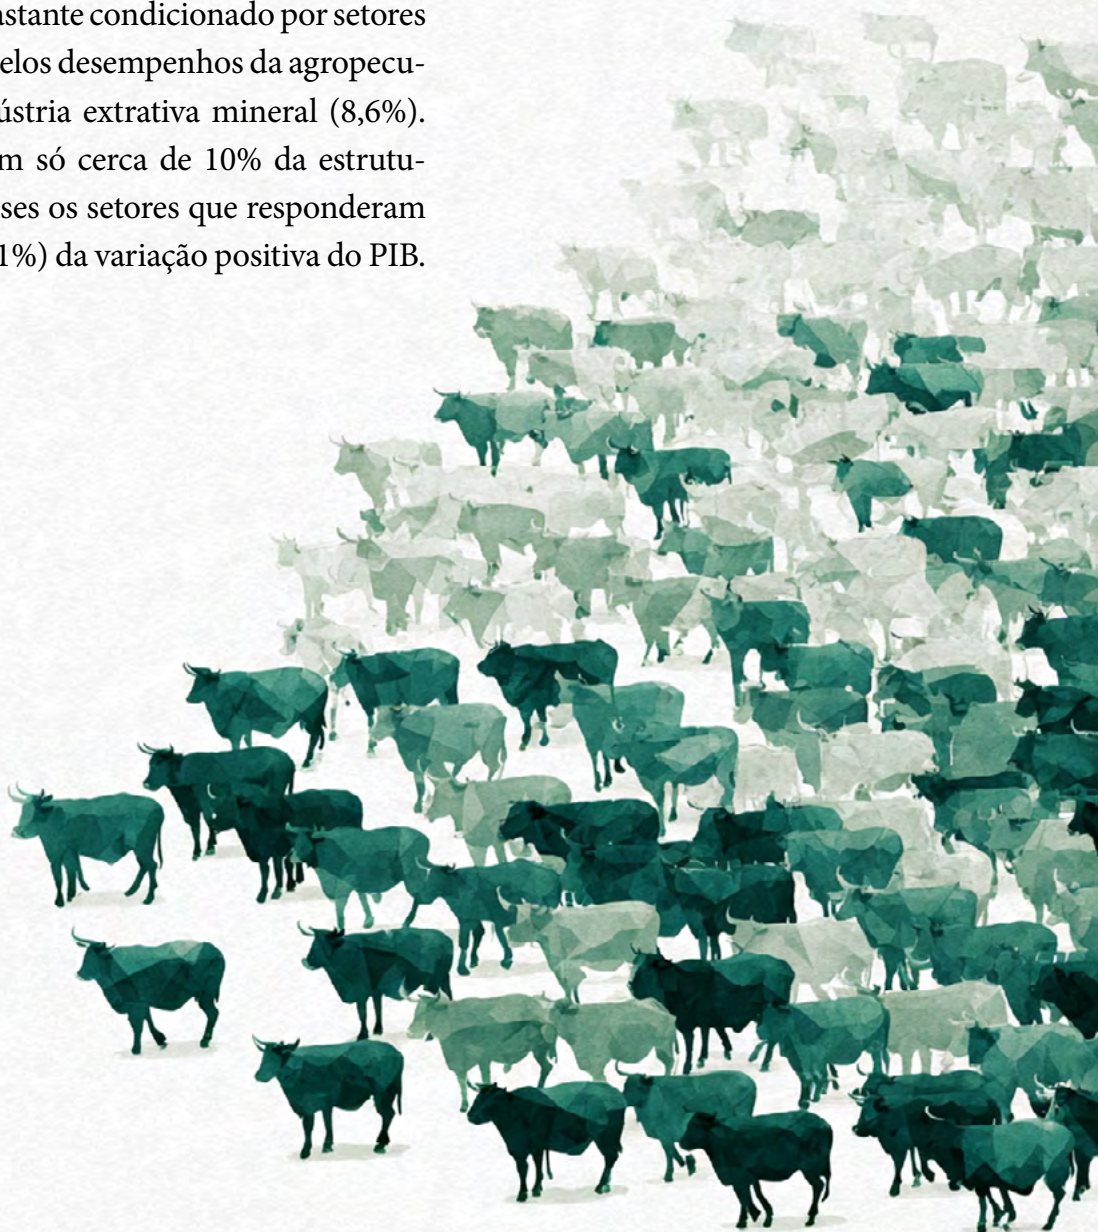 astante condicionado por setores
elos desempenhos da agropecu-
ústria extrativa mineral (8,6%).
m só cerca de 10% da estrutu-
ses os setores que responderam
1%) da variação positiva do PIB.